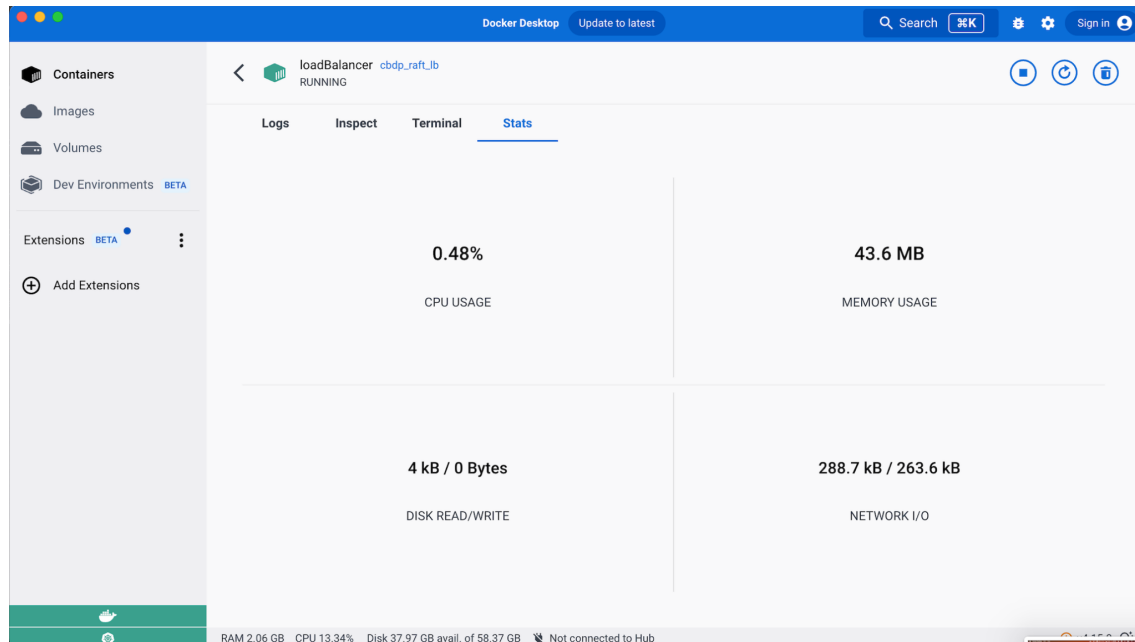 Docker Desktop Update to latest Search ⌘K Sign in
Containers
Images
Volumes
Dev Environments BETA
Extensions BETA
Add Extensions
loadBalancer cbdp_raft_lb
RUNNING
Logs Inspect Terminal Stats
0.48%
CPU USAGE
43.6 MB
MEMORY USAGE
4 kB / 0 Bytes
DISK READ/WRITE
288.7 kB / 263.6 kB
NETWORK I/O
RAM 2.06 GB CPU 13.34% Disk 37.97 GB avail. of 58.37 GB Not connected to Hub